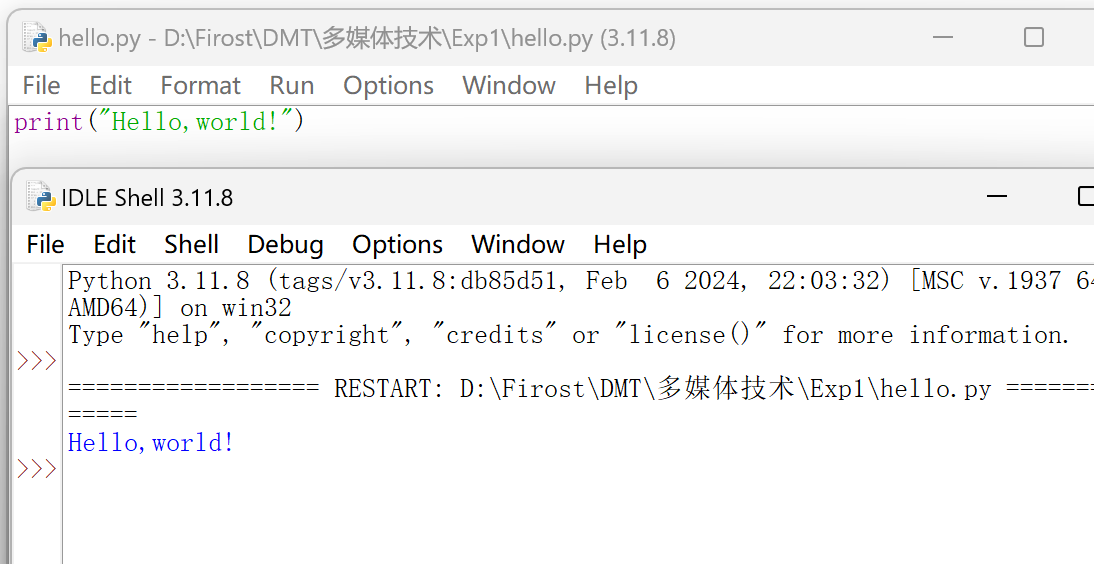 hello.py - D:\Firost\DMT\多媒体技术\Exp1\hello.py (3.11.8)
File Edit Format Run Options Window Help
print("Hello,world!")
IDLE Shell 3.11.8
File Edit Shell Debug Options Window Help
Python 3.11.8 (tags/v3.11.8:db85d51, Feb  6 2024, 22:03:32) [MSC v.1937 64
AMD64)] on win32
Type "help", "copyright", "credits" or "license()" for more information.
>>>
================== RESTART: D:\Firost\DMT\多媒体技术\Exp1\hello.py =======
=====
Hello,world!
>>>